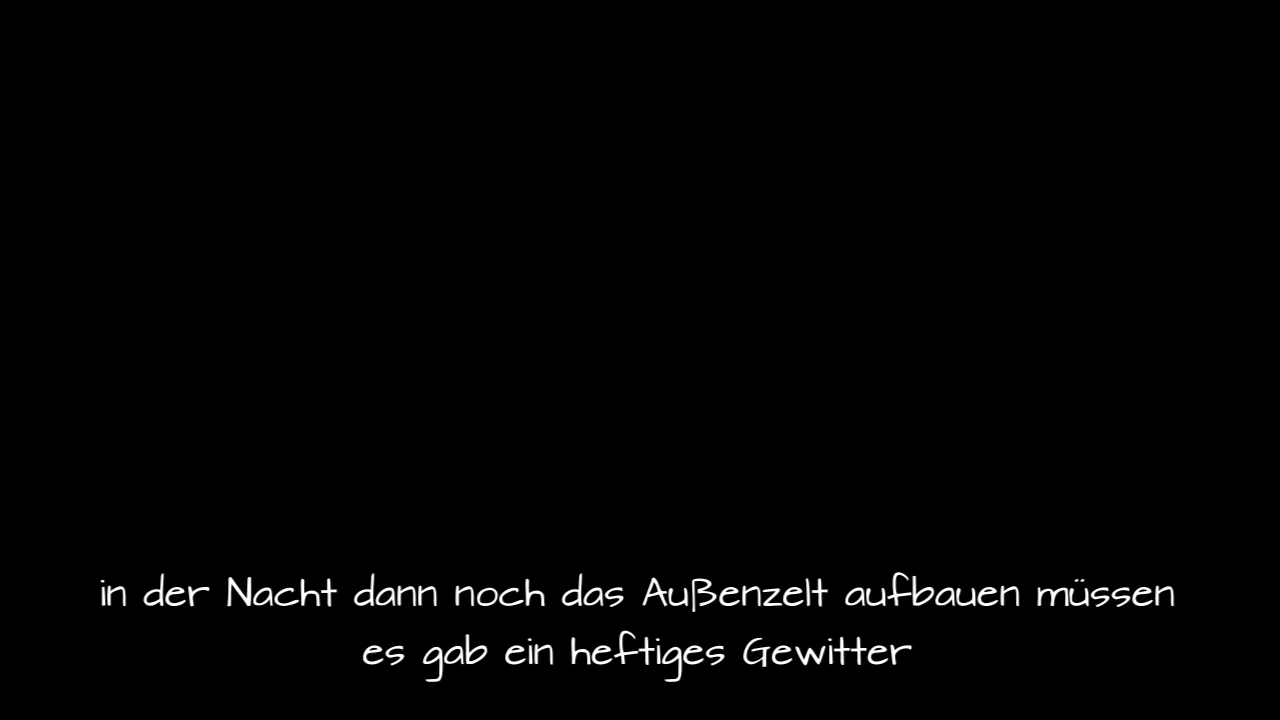 in der Nacht dann noch das Außenzelt aufbauen müssen
es gab ein heftiges Gewitter